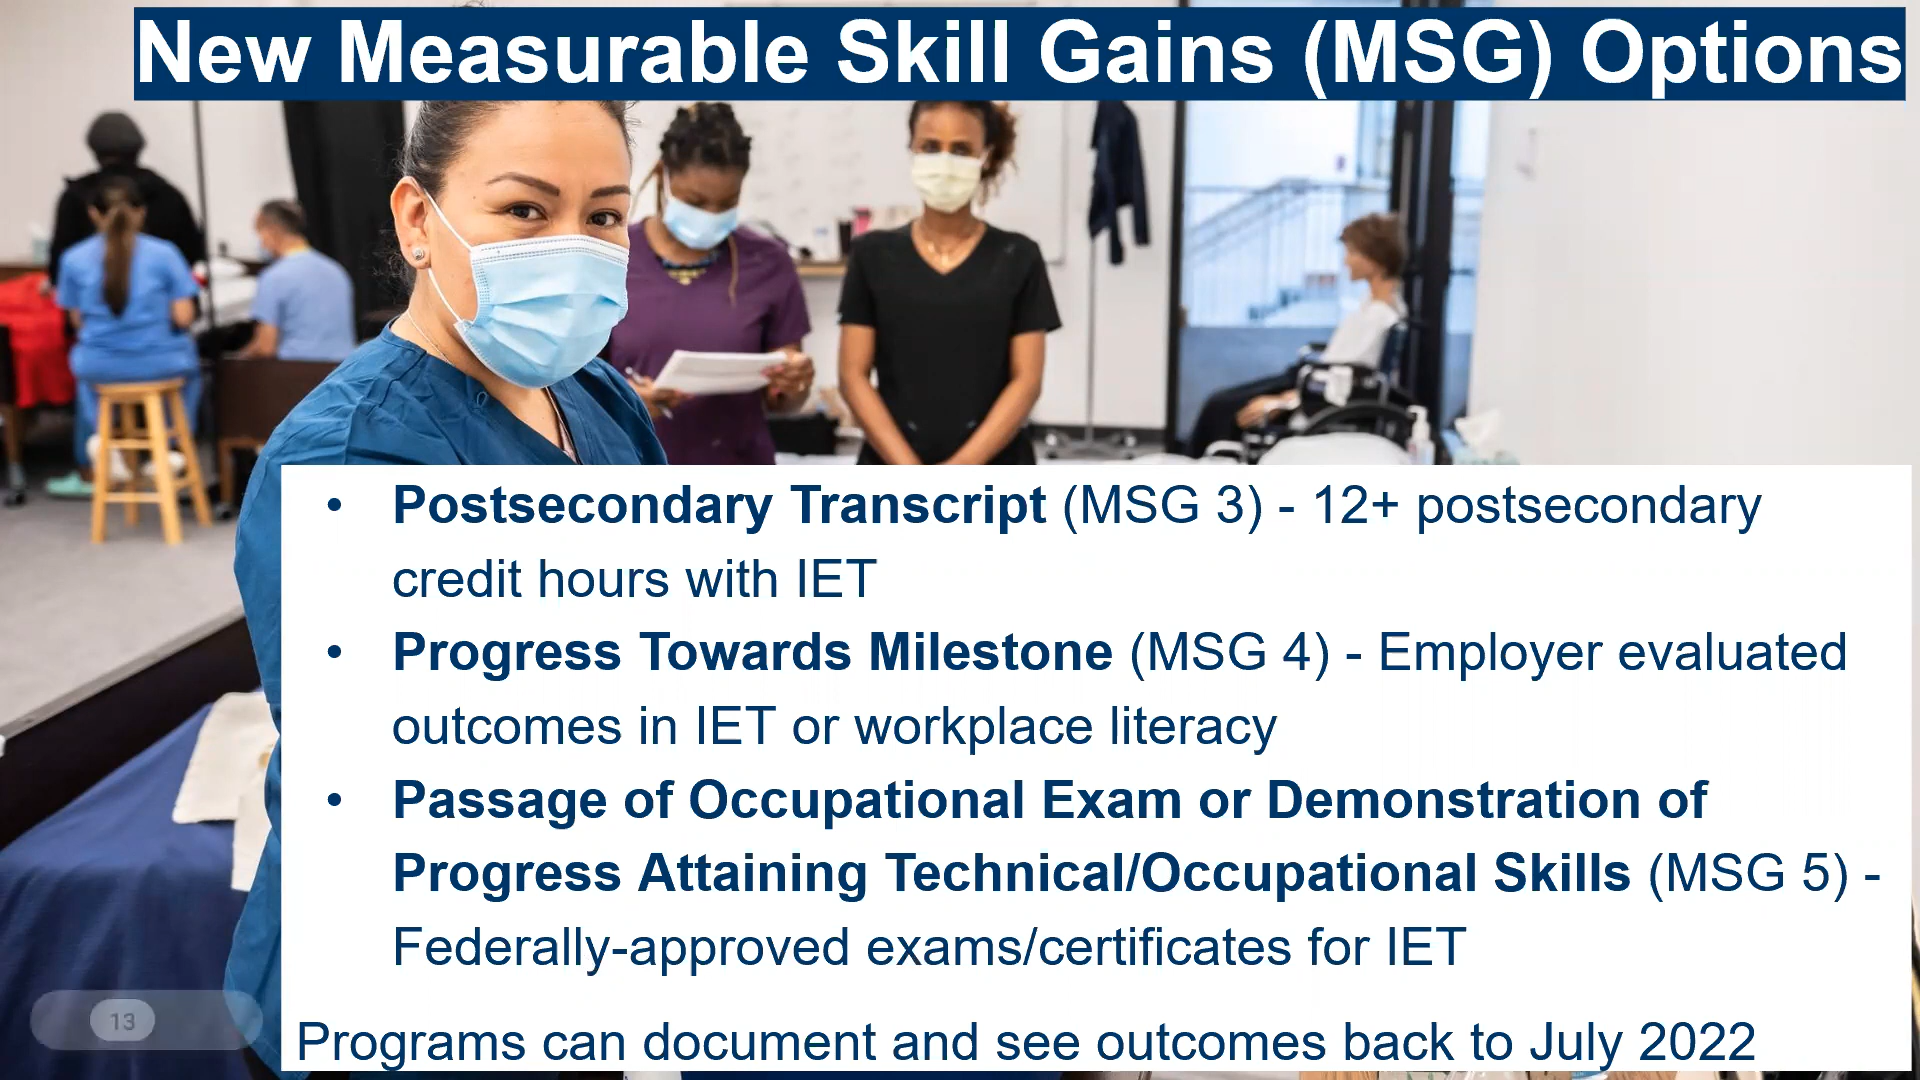 New Measurable Skill Gains (MSG) Options
• Postsecondary Transcript (MSG 3) - 12+ postsecondary
credit hours with IET
• Progress Towards Milestone (MSG 4) - Employer evaluated
outcomes in IET or workplace literacy
• Passage of Occupational Exam or Demonstration of
Progress Attaining Technical/Occupational Skills (MSG 5) -
Federally-approved exams/certificates for IET
Programs can document and see outcomes back to July 2022
13